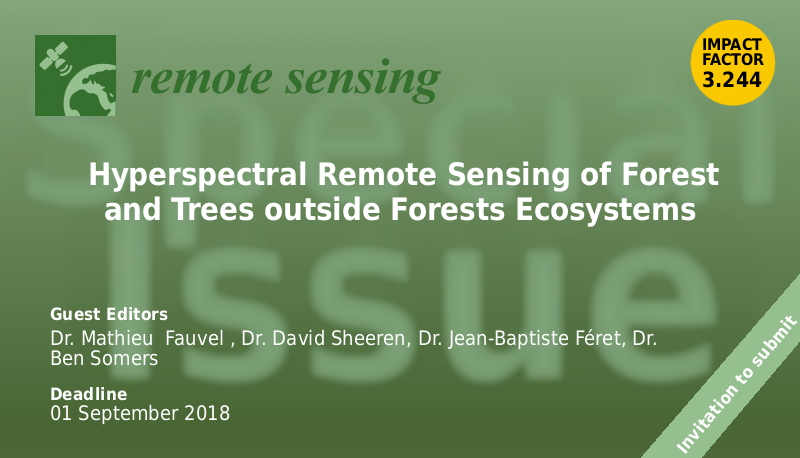 remote sensing
IMPACT
FACTOR
3.244
Special
Issue
Hyperspectral Remote Sensing of Forest
and Trees outside Forests Ecosystems
Guest Editors
Dr. Mathieu  Fauvel , Dr. David Sheeren, Dr. Jean-Baptiste Féret, Dr.
Ben Somers
Deadline
01 September 2018
Invitation to submit